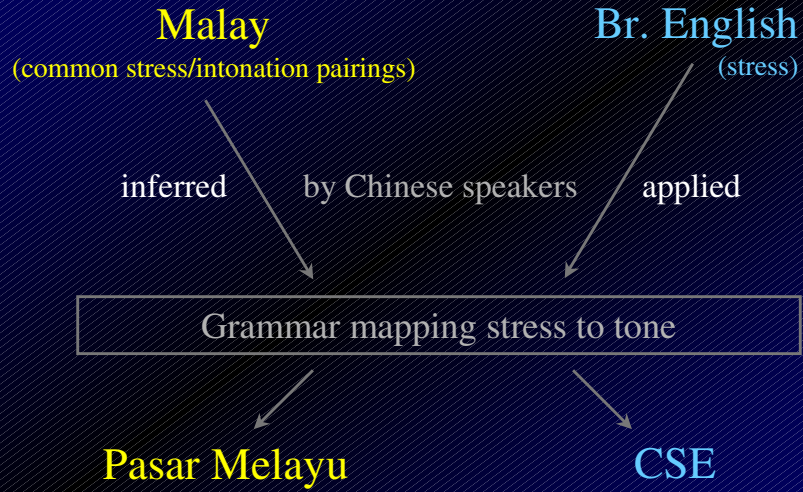 Malay
(common stress/intonation pairings)
Br. English
(stress)
inferred by Chinese speakers applied
Grammar mapping stress to tone
Pasar Melayu
CSE